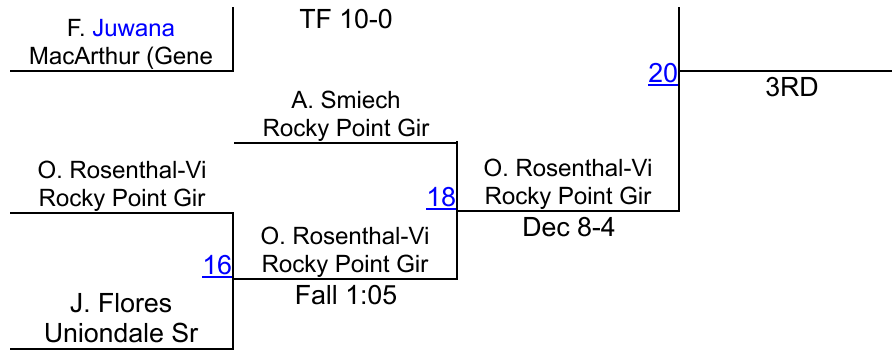 F. Juwana
MacArthur (Gene
TF 10-0
20
3RD
A. Smiech
Rocky Point Gir
O. Rosenthal-Vi
Rocky Point Gir
18
O. Rosenthal-Vi
Rocky Point Gir
Dec 8-4
16
O. Rosenthal-Vi
Rocky Point Gir
Fall 1:05
J. Flores
Uniondale Sr